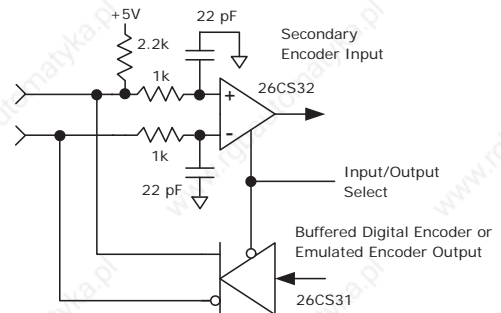 +5V
22 pF
2.2k
Secondary
Encoder Input
1k
26CS32
+
-
1k
22 pF
Input/Output
Select
Buffered Digital Encoder or
Emulated Encoder Output
26CS31